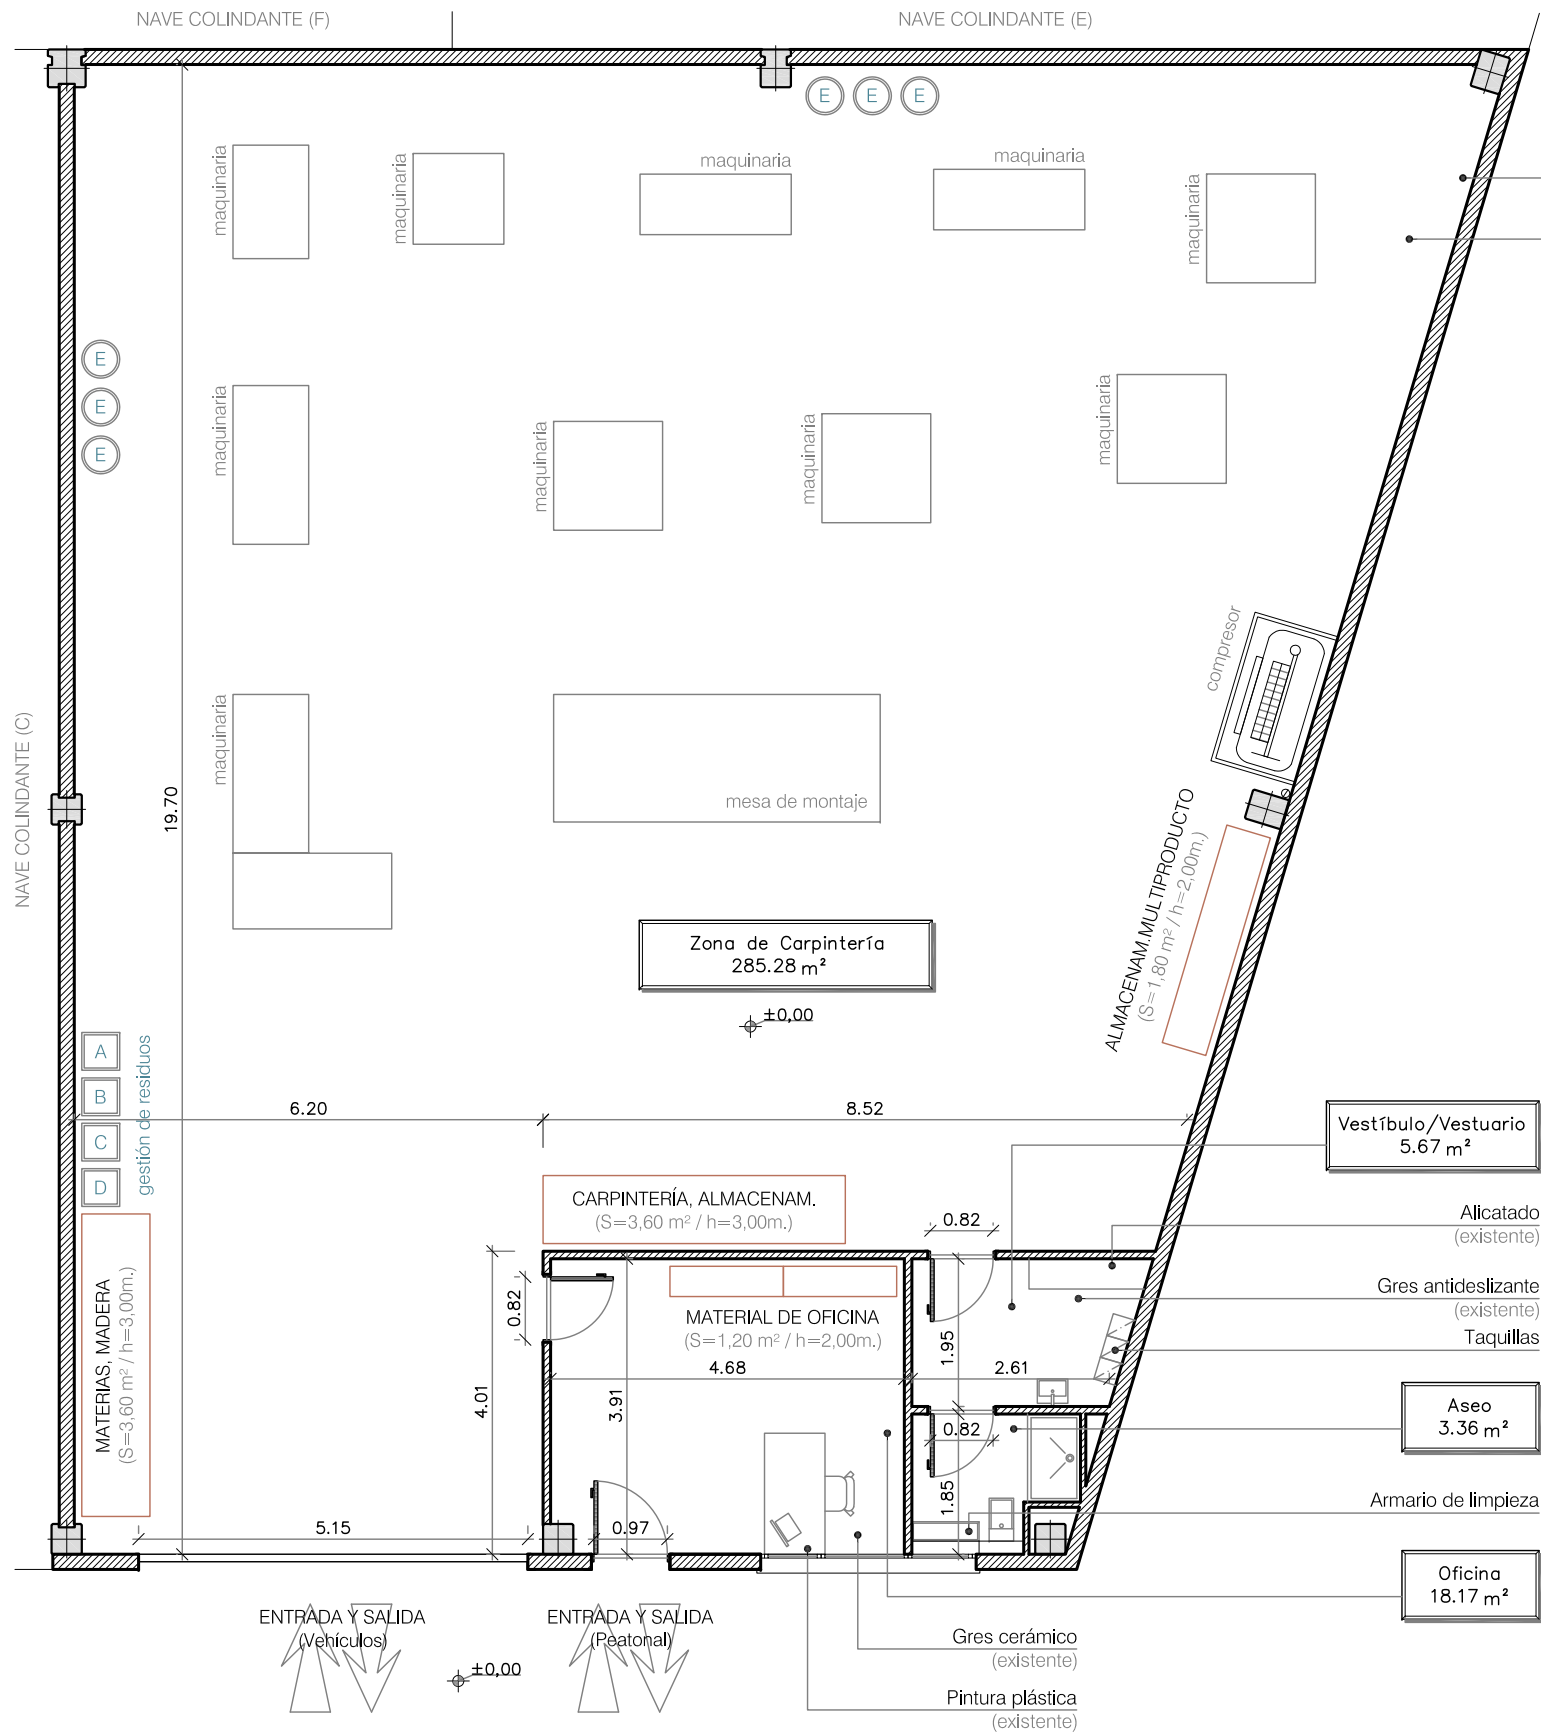 NAVE COLINDANTE (F)
NAVE COLINDANTE (E)
E
E
E
maquinaria
maquinaria
maquinaria
maquinaria
maquinaria
E
E
E
maquinaria
maquinaria
maquinaria
maquinaria
compresor
NAVE COLINDANTE (C)
19.70
maquinaria
mesa de montaje
ALMACENAM.MULTIPRODUCTO
(S=1,80 m² / h=2,00m.)
Zona de Carpintería
285.28 m²
±0,00
A
B
C
D
gestión de residuos
6.20
8.52
Vestíbulo/Vestuario
5.67 m²
CARPINTERÍA, ALMACENAM.
(S=3,60 m² / h=3,00m.)
0.82
Alicatado
(existente)
MATERIAS, MADERA
(S=3,60 m² / h=3,00m.)
0.82
MATERIAL DE OFICINA
(S=1,20 m² / h=2,00m.)
Gres antideslizante
(existente)
Taquillas
1.95
4.68
2.61
4.01
3.91
0.82
Aseo
3.36 m²
1.85
Armario de limpieza
5.15
0.97
Oficina
18.17 m²
ENTRADA Y SALIDA
(Vehículos)
ENTRADA Y SALIDA
(Peatonal)
±0,00
Gres cerámico
(existente)
Pintura plástica
(existente)